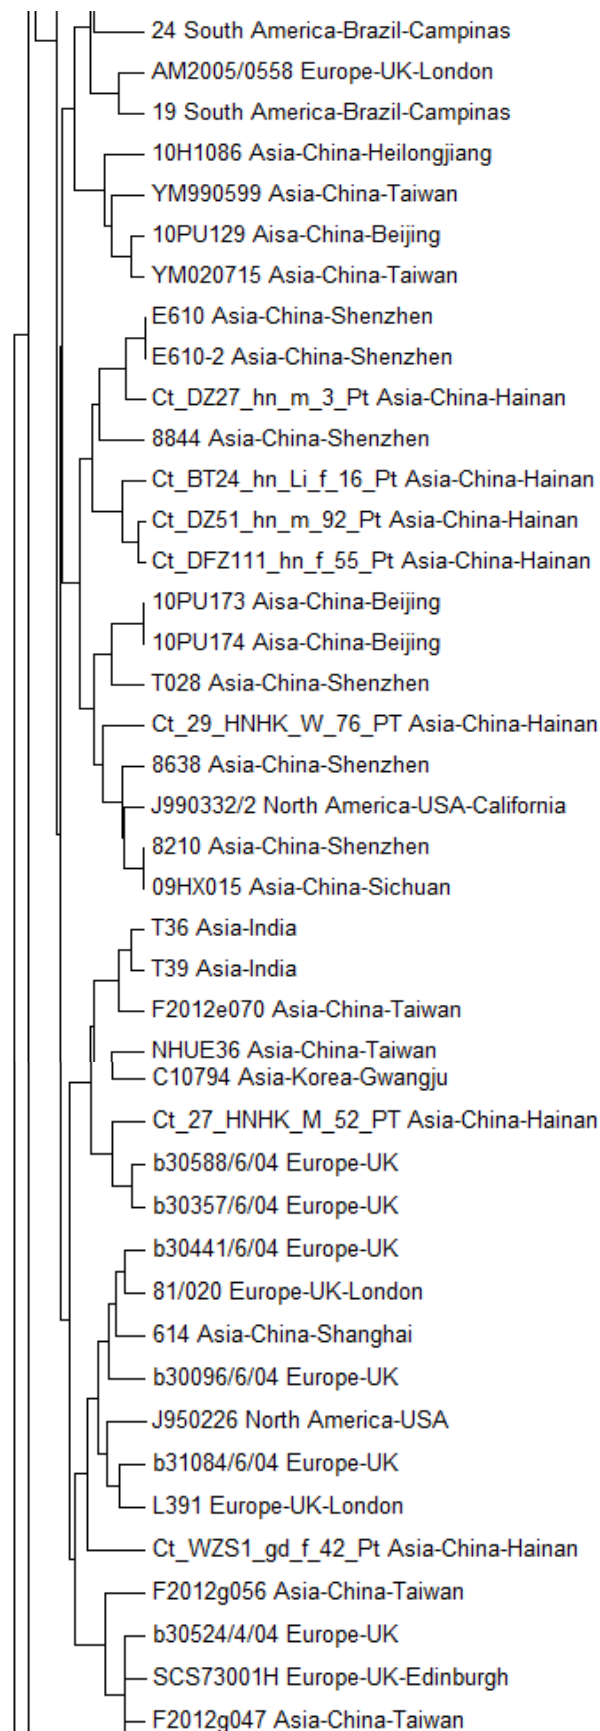 24 South America-Brazil-Campinas
AM2005/0558 Europe-UK-London
19 South America-Brazil-Campinas
10H1086 Asia-China-Heilongjiang
YM990599 Asia-China-Taiwan
10PU129 Aisa-China-Beijing
YM020715 Asia-China-Taiwan
E610 Asia-China-Shenzhen
E610-2 Asia-China-Shenzhen
Ct_DZ27_hn_m_3_Pt Asia-China-Hainan
8844 Asia-China-Shenzhen
Ct_BT24_hn_Li_f_16_Pt Asia-China-Hainan
Ct_DZ51_hn_m_92_Pt Asia-China-Hainan
Ct_DFZ111_hn_f_55_Pt Asia-China-Hainan
10PU173 Aisa-China-Beijing
10PU174 Aisa-China-Beijing
T028 Asia-China-Shenzhen
Ct_29_HNHK_W_76_PT Asia-China-Hainan
8638 Asia-China-Shenzhen
J990332/2 North America-USA-California
8210 Asia-China-Shenzhen
09HX015 Asia-China-Sichuan
T36 Asia-India
T39 Asia-India
F2012e070 Asia-China-Taiwan
NHUE36 Asia-China-Taiwan
C10794 Asia-Korea-Gwangju
Ct_27_HNHK_M_52_PT Asia-China-Hainan
b30588/6/04 Europe-UK
b30357/6/04 Europe-UK
b30441/6/04 Europe-UK
81/020 Europe-UK-London
614 Asia-China-Shanghai
b30096/6/04 Europe-UK
J950226 North America-USA
b31084/6/04 Europe-UK
L391 Europe-UK-London
Ct_WZS1_gd_f_42_Pt Asia-China-Hainan
F2012g056 Asia-China-Taiwan
b30524/4/04 Europe-UK
SCS73001H Europe-UK-Edinburgh
F2012g047 Asia-China-Taiwan